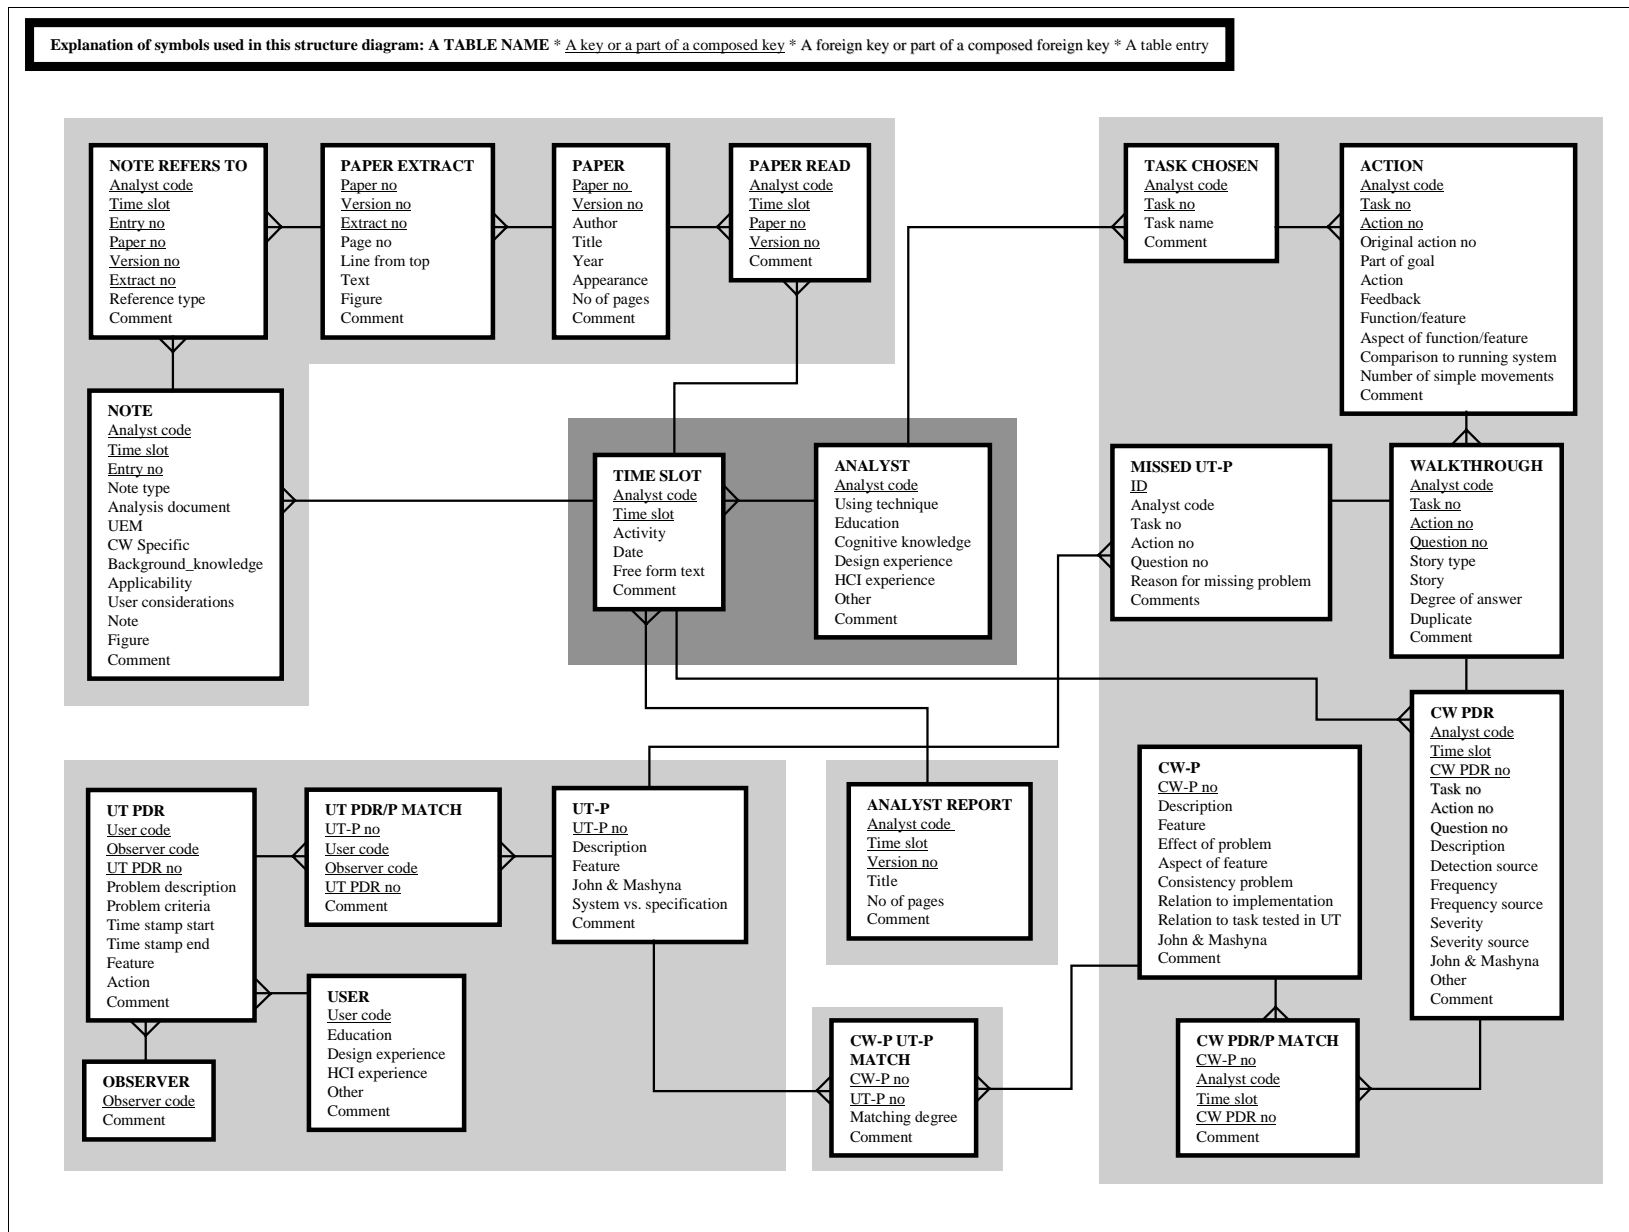 Explanation of symbols used in this structure diagram: A TABLE NAME * A key or a part of a composed key * A foreign key or part of a composed foreign key * A table entry
NOTE REFERS TO
Analyst code
Time slot
Entry no
Paper no
Version no
Extract no
Reference type
Comment
PAPER EXTRACT
Paper no
Version no
Extract no
Page no
Line from top
Text
Figure
Comment
PAPER
Paper no
Version no
Author
Title
Year
Appearance
No of pages
Comment
PAPER READ
Analyst code
Time slot
Paper no
Version no
Comment
TASK CHOSEN
Analyst code
Task no
Task name
Comment
ACTION
Analyst code
Task no
Action no
Original action no
Part of goal
Action
Feedback
Function/feature
Aspect of function/feature
Comparison to running system
Number of simple movements
Comment
NOTE
Analyst code
Time slot
Entry no
Note type
Analysis document
UEM
CW Specific
Background_knowledge
Applicability
User considerations
Note
Figure
Comment
TIME SLOT
Analyst code
Time slot
Activity
Date
Free form text
Comment
ANALYST
Analyst code
Using technique
Education
Cognitive knowledge
Design experience
HCI experience
Other
Comment
MISSED UT-P
ID
Analyst code
Task no
Action no
Question no
Reason for missing problem
Comments
WALKTHROUGH
Analyst code
Task no
Action no
Question no
Story type
Story
Degree of answer
Duplicate
Comment
UT PDR
User code
Observer code
UT PDR no
Problem description
Problem criteria
Time stamp start
Time stamp end
Feature
Action
Comment
UT PDR/P MATCH
UT-P no
User code
Observer code
UT PDR no
Comment
UT-P
UT-P no
Description
Feature
John & Mashyna
System vs. specification
Comment
ANALYST REPORT
Analyst code
Time slot
Version no
Title
No of pages
Comment
CW-P
CW-P no
Description
Feature
Effect of problem
Aspect of feature
Consistency problem
Relation to implementation
Relation to task tested in UT
John & Mashyna
Comment
CW PDR
Analyst code
Time slot
CW PDR no
Task no
Action no
Question no
Description
Detection source
Frequency
Frequency source
Severity
Severity source
John & Mashyna
Other
Comment
USER
User code
Education
Design experience
HCI experience
Other
Comment
OBSERVER
Observer code
Comment
CW-P UT-P
MATCH
CW-P no
UT-P no
Matching degree
Comment
CW PDR/P MATCH
CW-P no
Analyst code
Time slot
CW PDR no
Comment